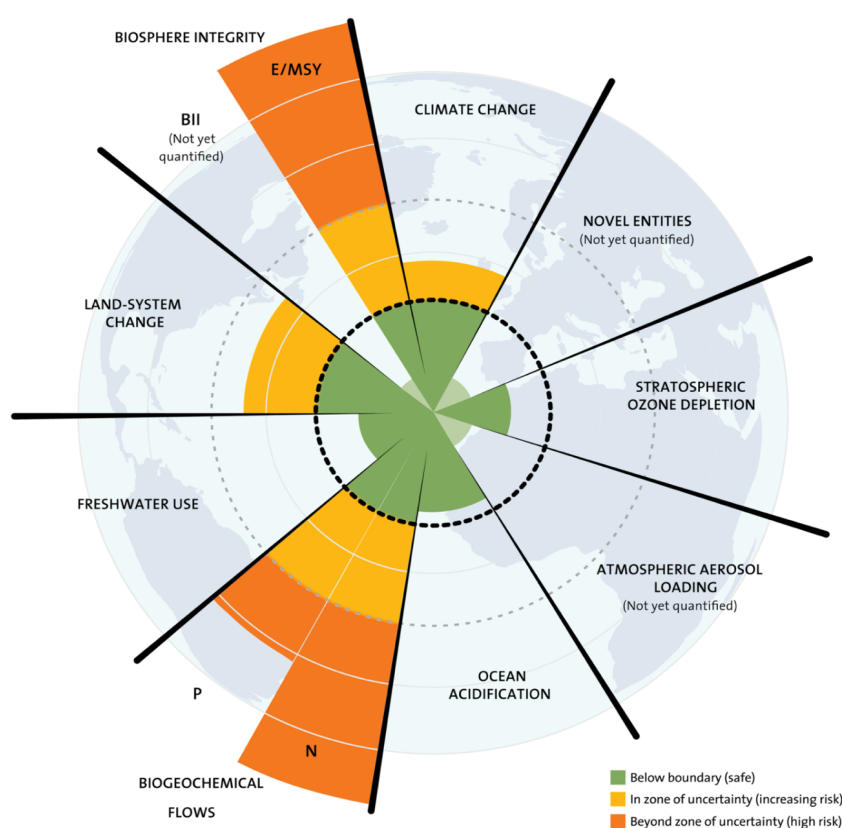 BIOSPHERE INTEGRITY
E/MSY
BII
(Not yet
quantified)
CLIMATE CHANGE
NOVEL ENTITIES
(Not yet quantified)
LAND-SYSTEM
CHANGE
STRATOSPHERIC
OZONE DEPLETION
FRESHWATER USE
ATMOSPHERIC AEROSOL
LOADING
(Not yet quantified)
OCEAN
ACIDIFICATION
P
N
BIOGEOCHEMICAL
FLOWS
Below boundary (safe)
In zone of uncertainty (increasing risk)
Beyond zone of uncertainty (high risk)